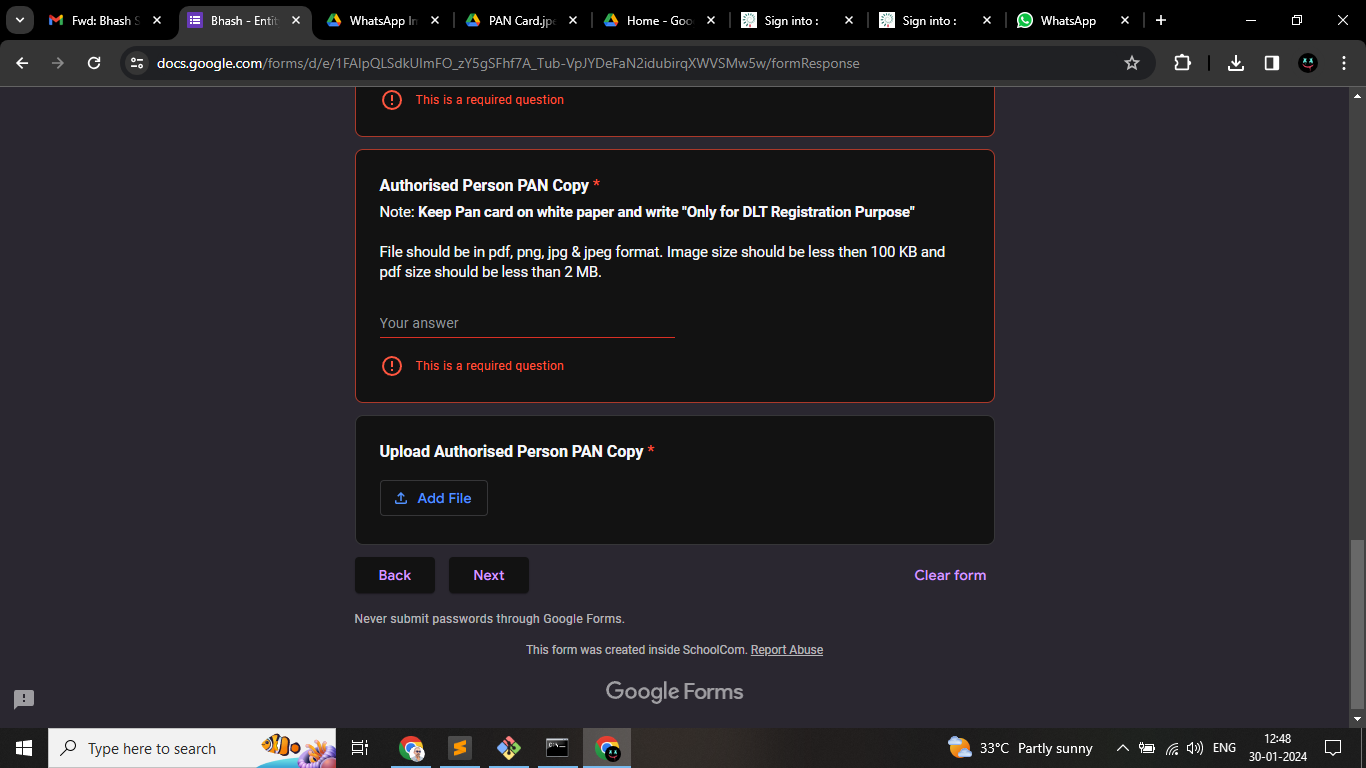 Fwd: Bhash S
Bhash - Entit
WhatsApp Im
PAN Card.jpe
Home - Goo
Sign into :
Sign into :
WhatsApp
docs.google.com/forms/d/e/1FAIpQLSdkUImFO_zY5gSFhf7A_Tub-VpJYDeFaN2idubirqXWVSMw5w/formResponse
This is a required question
Authorised Person PAN Copy *
Note: Keep Pan card on white paper and write "Only for DLT Registration Purpose"
File should be in pdf, png, jpg & jpeg format. Image size should be less then 100 KB and
pdf size should be less than 2 MB.
Your answer
This is a required question
Upload Authorised Person PAN Copy *
Add File
Back
Next
Clear form
Never submit passwords through Google Forms.
This form was created inside SchoolCom. Report Abuse
Google Forms
Type here to search
33°C Partly sunny
ENG
12:48
30-01-2024